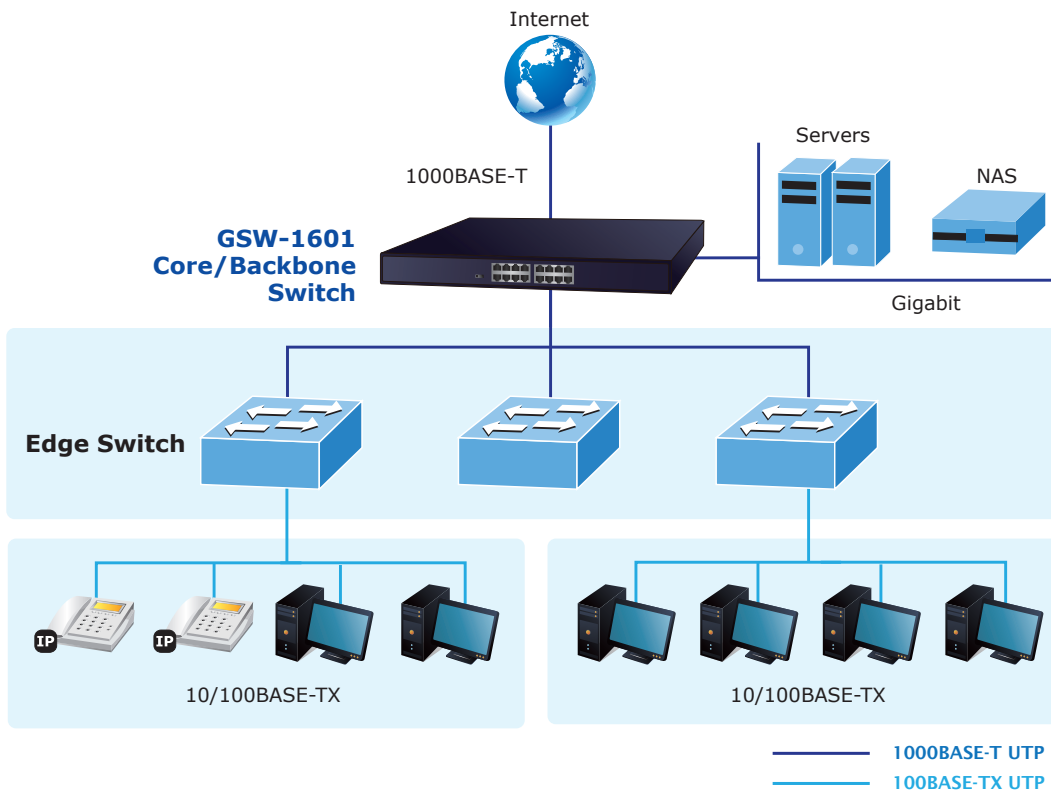 Internet
Servers
1000BASE-T
NAS
GSW-1601
Core/Backbone
Switch
Gigabit
Edge Switch
IP
IP
10/100BASE-TX
10/100BASE-TX
1000BASE-T UTP
100BASE-TX UTP